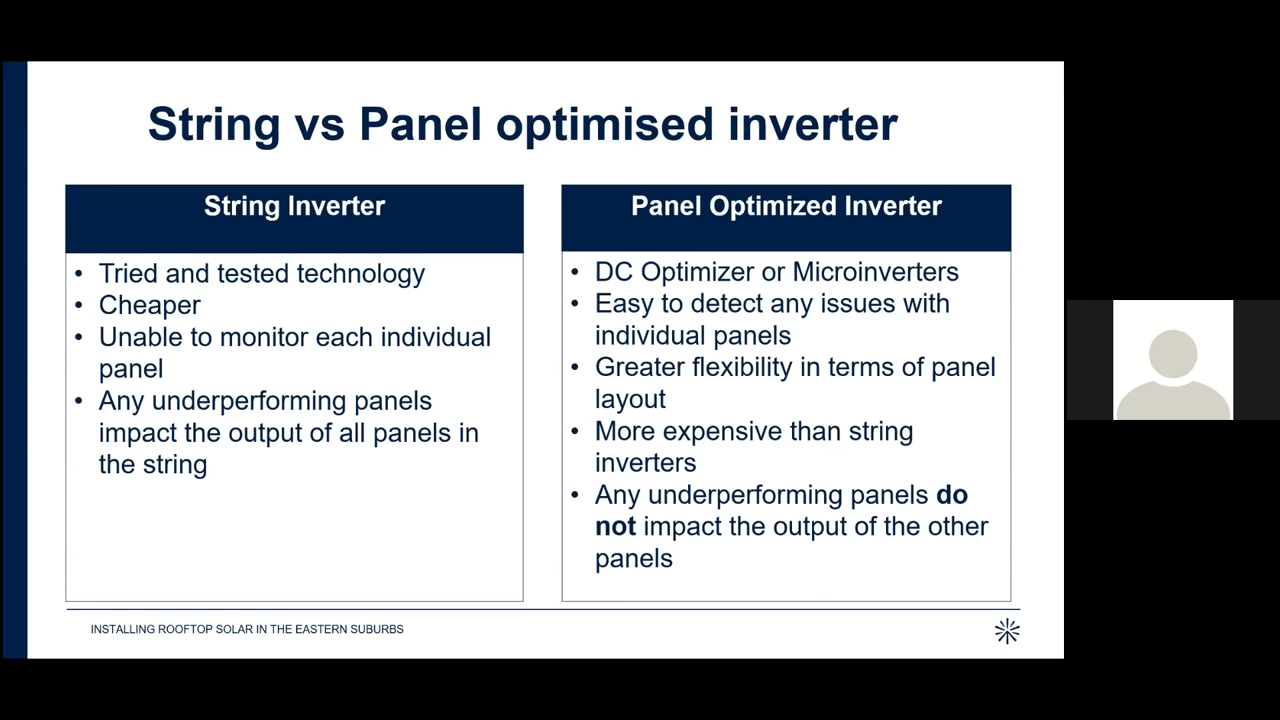 String vs Panel optimised inverter
String Inverter
• Tried and tested technology
• Cheaper
• Unable to monitor each individual
panel
• Any underperforming panels
impact the output of all panels in
the string
Panel Optimized Inverter
• DC Optimizer or Microinverters
• Easy to detect any issues with
individual panels
• Greater flexibility in terms of panel
layout
• More expensive than string
inverters
• Any underperforming panels do
not impact the output of the other
panels
INSTALLING ROOFTOP SOLAR IN THE EASTERN SUBURBS